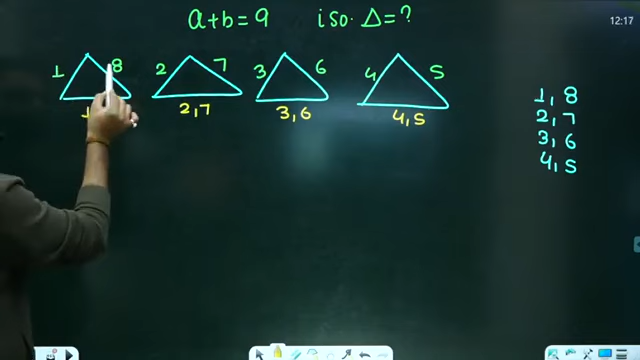 a+b=9 iso. Δ=?
12:17
1 8 2 7 3 6 4 5
2,7 3,6 4,5
1, 8
2, 7
3, 6
4, 5